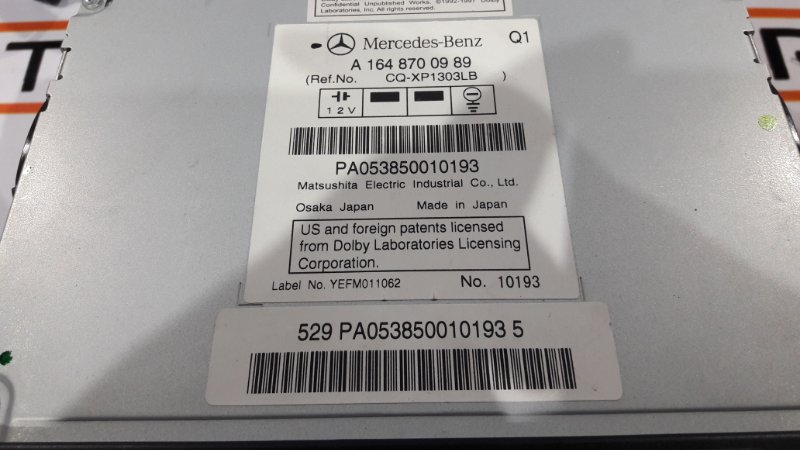 Confidential Unpublished Works. ©1992-1997 Dolby
Laboratories, Inc. All rights reserved.
Mercedes-Benz Q1
A 164 870 09 89
(Ref.No. CQ-XP1303LB )
12V
PA053850010193
Matsushita Electric Industrial Co., Ltd.
Osaka Japan Made in Japan
US and foreign patents licensed
from Dolby Laboratories Licensing
Corporation.
Label No. YEFM011062 No. 10193
529 PA053850010193 5